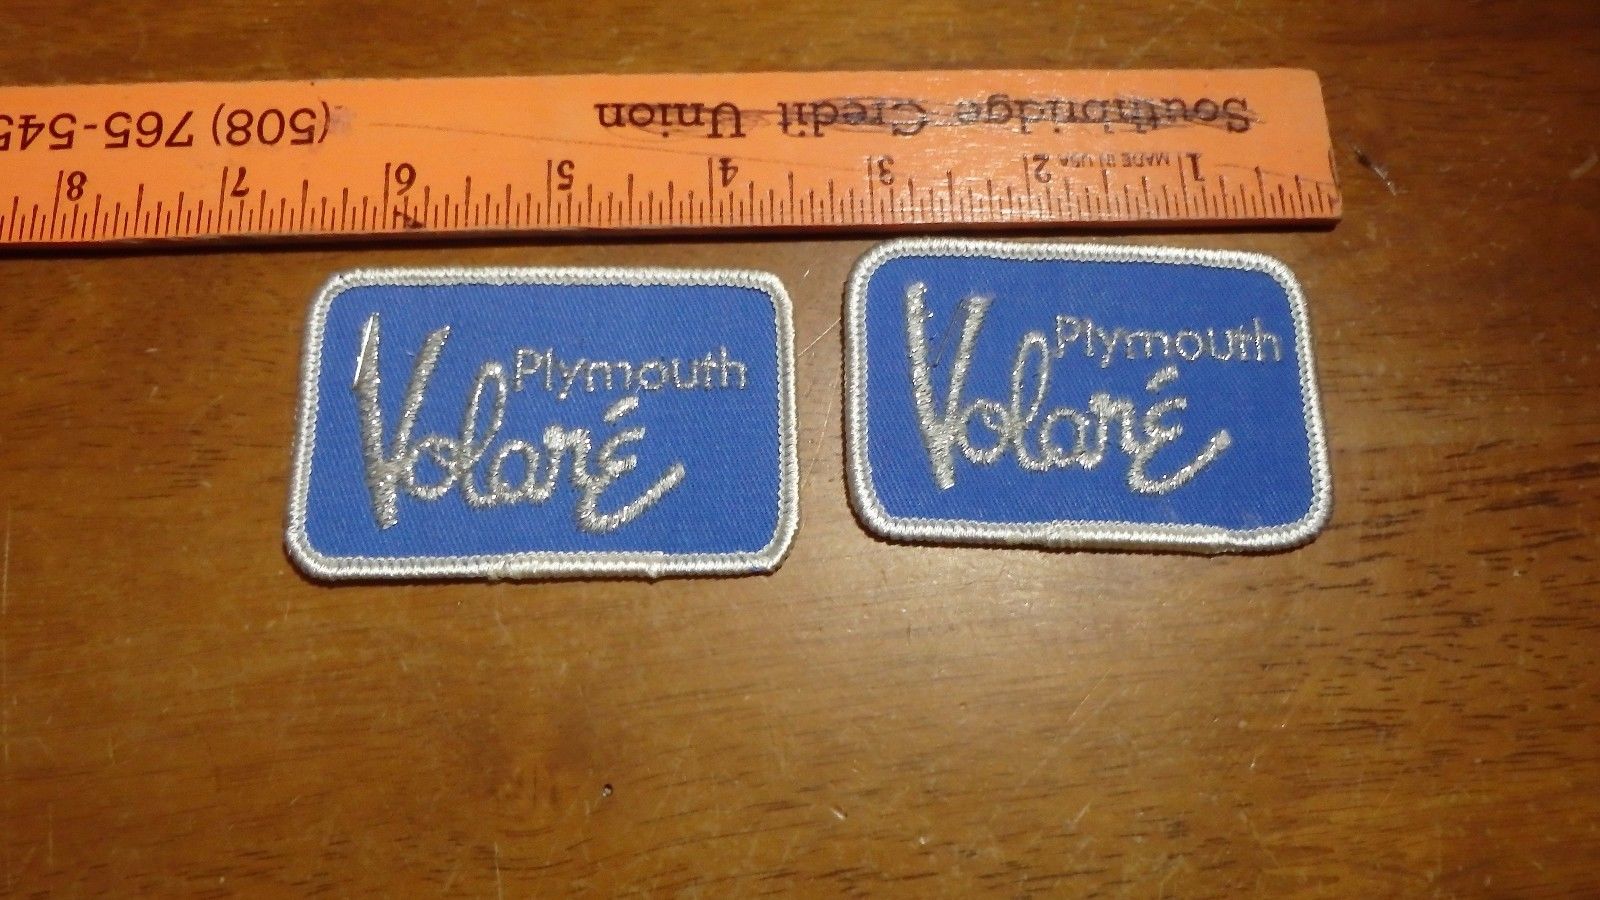 Southbridge Credit Union (508) 765-545
MADE IN USA
1 2 3 4 5 6 7 8
Plymouth
Volaré
Plymouth
Volaré